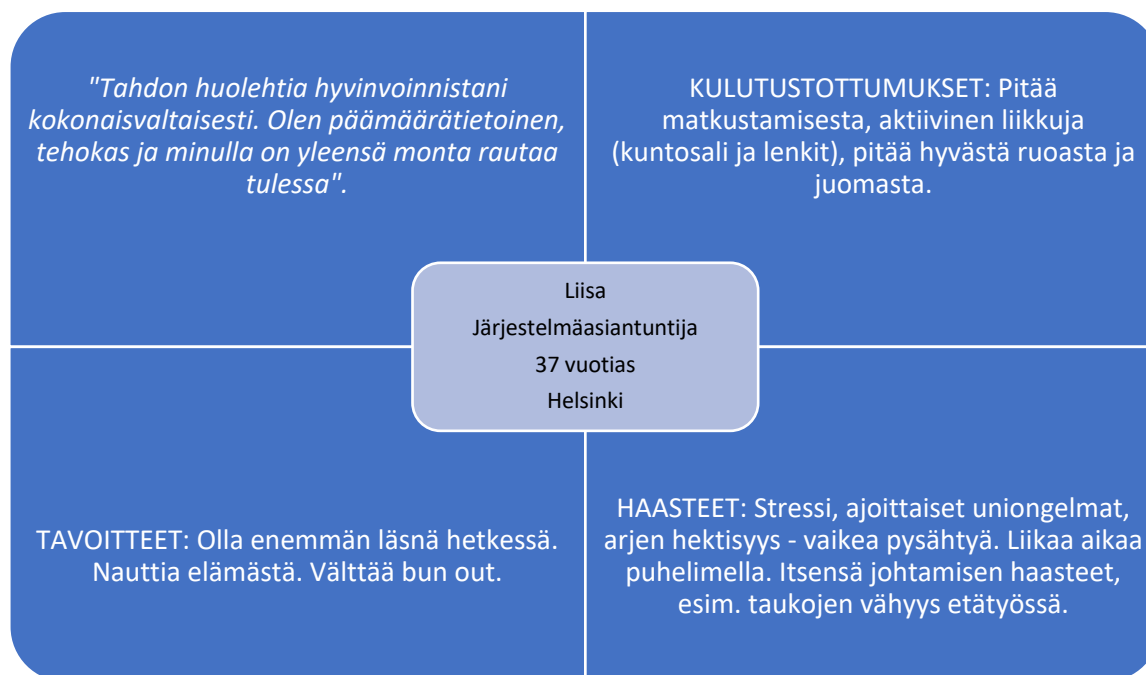 "Tahdon huolehtia hyvinvoinnistani
kokonaisvaltaisesti. Olen päämäärätietoinen,
tehokas ja minulla on yleensä monta rautaa
tulessa".
KULUTUSTOTTUMUKSET: Pitää
matkustamisesta, aktiivinen liikkuja
(kuntosali ja lenkit), pitää hyvästä ruoasta ja
juomasta.
Liisa
Järjestelmäasiantuntija
37 vuotias
Helsinki
TAVOITTEET: Olla enemmän läsnä hetkessä.
Nauttia elämästä. Välttää bun out.
HAASTEET: Stressi, ajoittaiset uniongelmat,
arjen hektisyys - vaikea pysähtyä. Liikaa aikaa
puhelimella. Itsensä johtamisen haasteet,
esim. taukojen vähyys etätyössä.